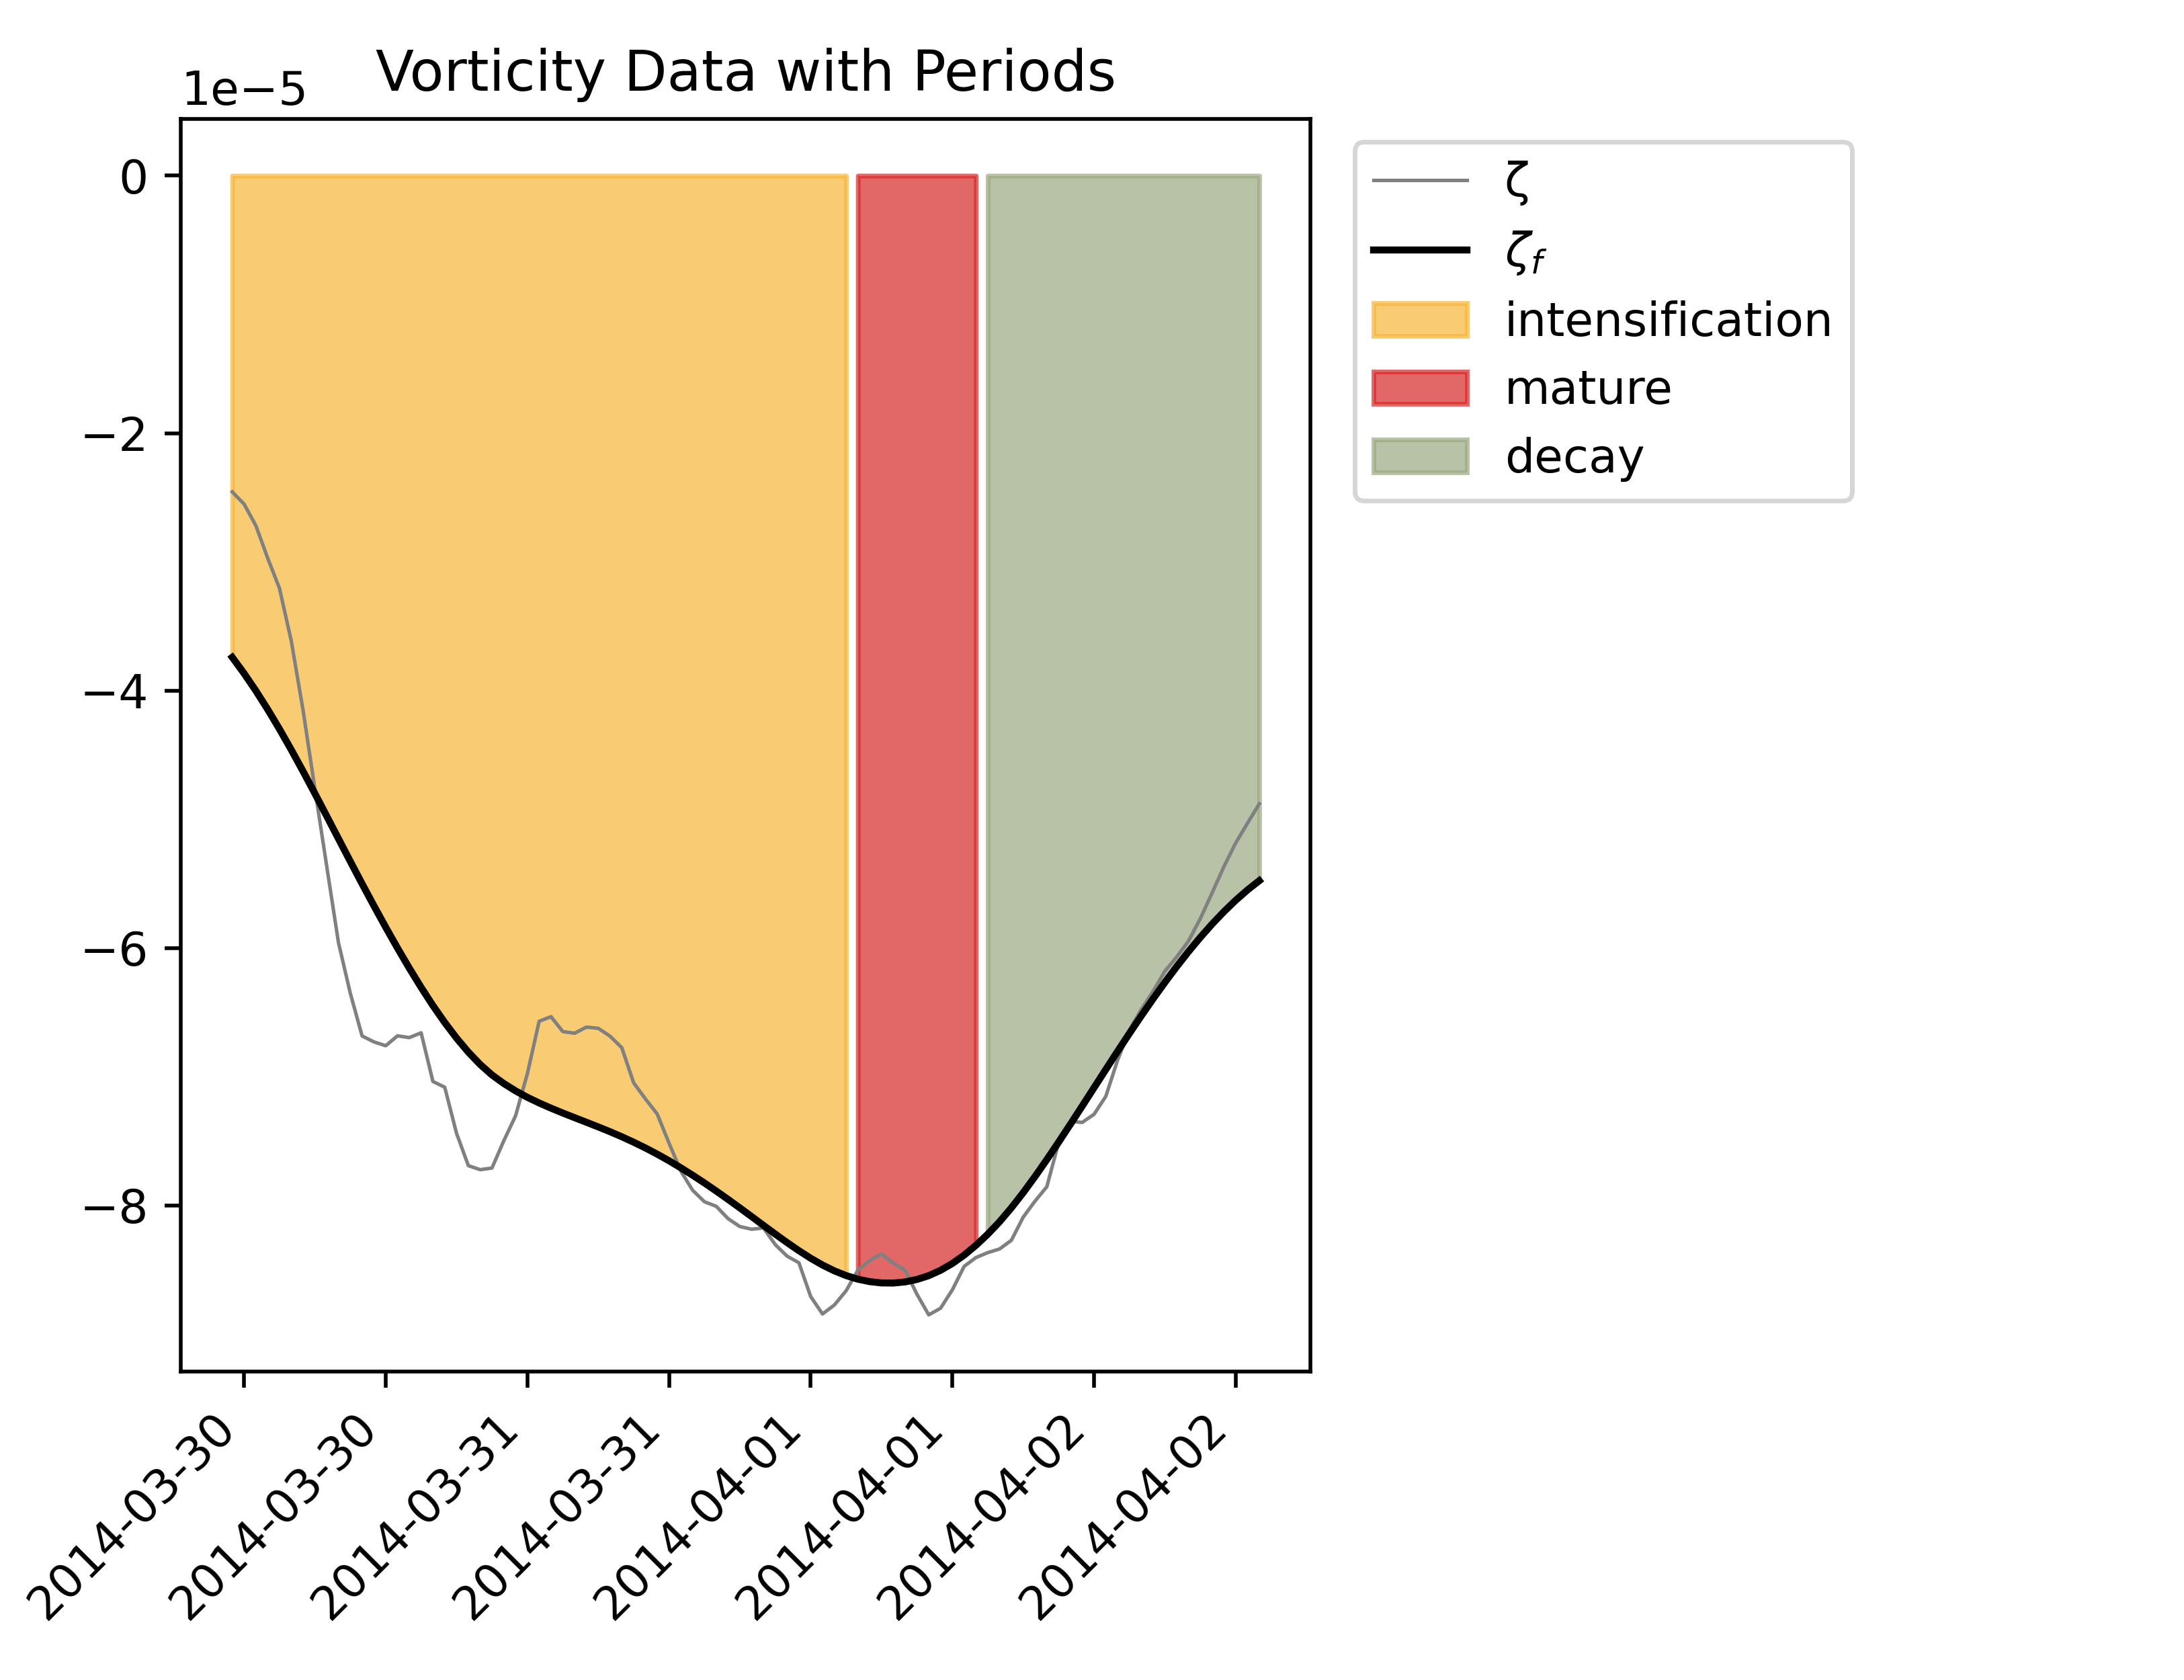 Vorticity Data with Periods
1e−5
0
−2
−4
−6
−8
2014-03-30
2014-03-30
2014-03-31
2014-03-31
2014-04-01
2014-04-01
2014-04-02
2014-04-02
ζ
ζf
intensification
mature
decay